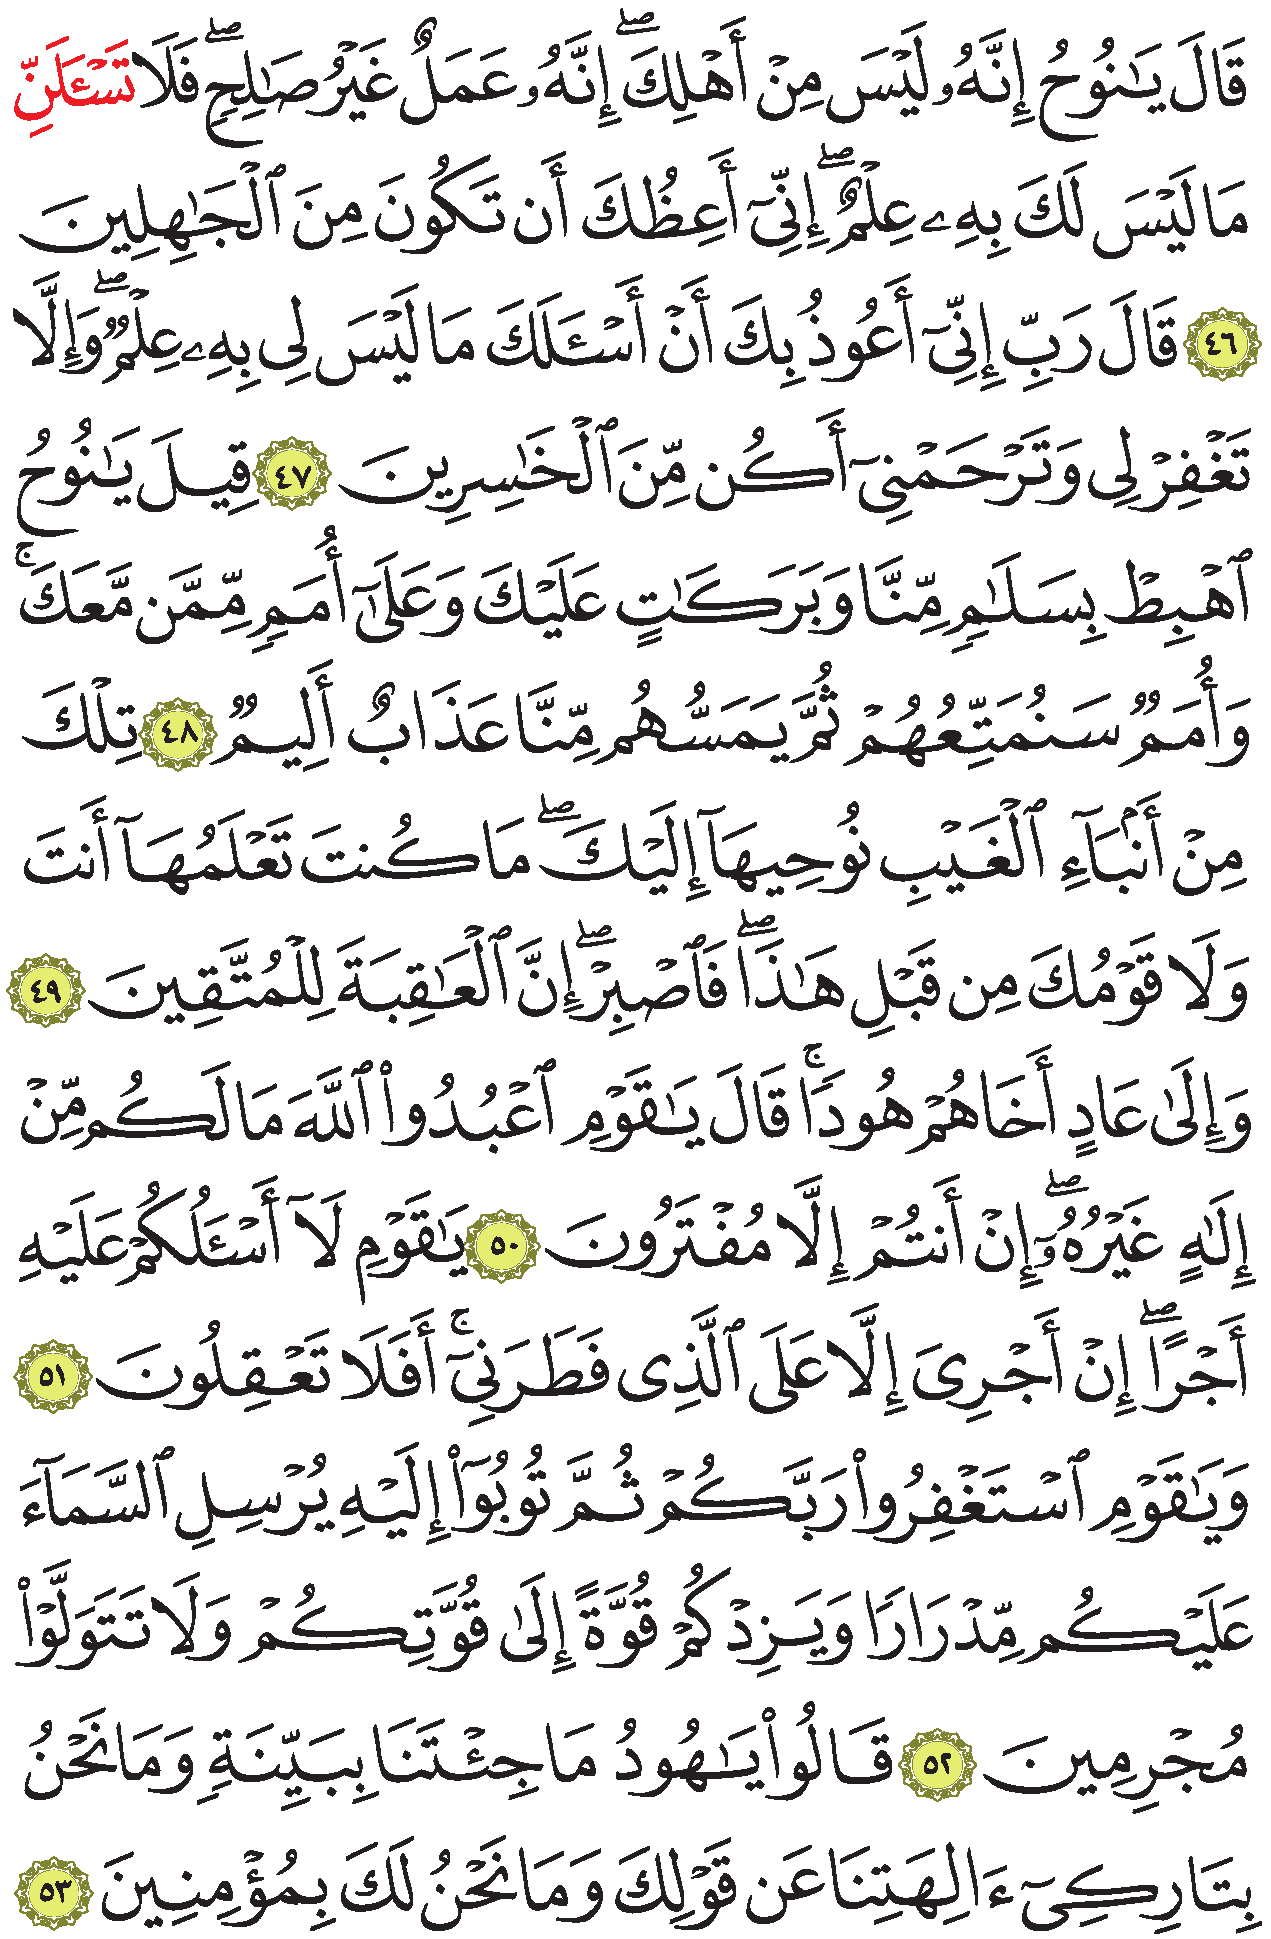 قَالَ يَـٰنُوحُ إِنَّهُۥ لَيْسَ مِنْ أَهْلِكَ ۖ إِنَّهُۥ عَمَلٌ غَيْرُ صَـٰلِحٍ ۖ فَلَا تَسْـَٔلَنِّ
مَا لَيْسَ لَكَ بِهِۦ عِلْمٌ ۖ إِنِّىٓ أَعِظُكَ أَن تَكُونَ مِنَ ٱلْجَـٰهِلِينَ
٤٦ قَالَ رَبِّ إِنِّىٓ أَعُوذُ بِكَ أَنْ أَسْـَٔلَكَ مَا لَيْسَ لِى بِهِۦ عِلْمٌ ۖ وَإِلَّا
تَغْفِرْ لِى وَتَرْحَمْنِىٓ أَكُن مِّنَ ٱلْخَـٰسِرِينَ ٤٧ قِيلَ يَـٰنُوحُ
ٱهْبِطْ بِسَلَـٰمٍ مِّنَّا وَبَرَكَـٰتٍ عَلَيْكَ وَعَلَىٰٓ أُمَمٍ مِّمَّن مَّعَكَ ۚ
وَأُمَمٌ سَنُمَتِّعُهُمْ ثُمَّ يَمَسُّهُم مِّنَّا عَذَابٌ أَلِيمٌ ٤٨ تِلْكَ
مِنْ أَنۢبَآءِ ٱلْغَيْبِ نُوحِيهَآ إِلَيْكَ ۖ مَا كُنتَ تَعْلَمُهَآ أَنتَ
وَلَا قَوْمُكَ مِن قَبْلِ هَـٰذَا ۖ فَٱصْبِرْ ۖ إِنَّ ٱلْعَـٰقِبَةَ لِلْمُتَّقِينَ ٤٩
وَإِلَىٰ عَادٍ أَخَاهُمْ هُودًا ۚ قَالَ يَـٰقَوْمِ ٱعْبُدُوا۟ ٱللَّهَ مَا لَكُم مِّنْ
إِلَـٰهٍ غَيْرُهُۥٓ ۖ إِنْ أَنتُمْ إِلَّا مُفْتَرُونَ ٥٠ يَـٰقَوْمِ لَآ أَسْـَٔلُكُمْ عَلَيْهِ
أَجْرًا ۖ إِنْ أَجْرِىَ إِلَّا عَلَى ٱلَّذِى فَطَرَنِىٓ ۚ أَفَلَا تَعْقِلُونَ ٥١
وَيَـٰقَوْمِ ٱسْتَغْفِرُوا۟ رَبَّكُمْ ثُمَّ تُوبُوٓا۟ إِلَيْهِ يُرْسِلِ ٱلسَّمَآءَ
عَلَيْكُم مِّدْرَارًا وَيَزِدْكُمْ قُوَّةً إِلَىٰ قُوَّتِكُمْ وَلَا تَتَوَلَّوْا۟
مُجْرِمِينَ ٥٢ قَالُوا۟ يَـٰهُودُ مَا جِئْتَنَا بِبَيِّنَةٍ وَمَا نَحْنُ
بِتَارِكِىٓ ءَالِهَتِنَا عَن قَوْلِكَ وَمَا نَحْنُ لَكَ بِمُؤْمِنِينَ ٥٣